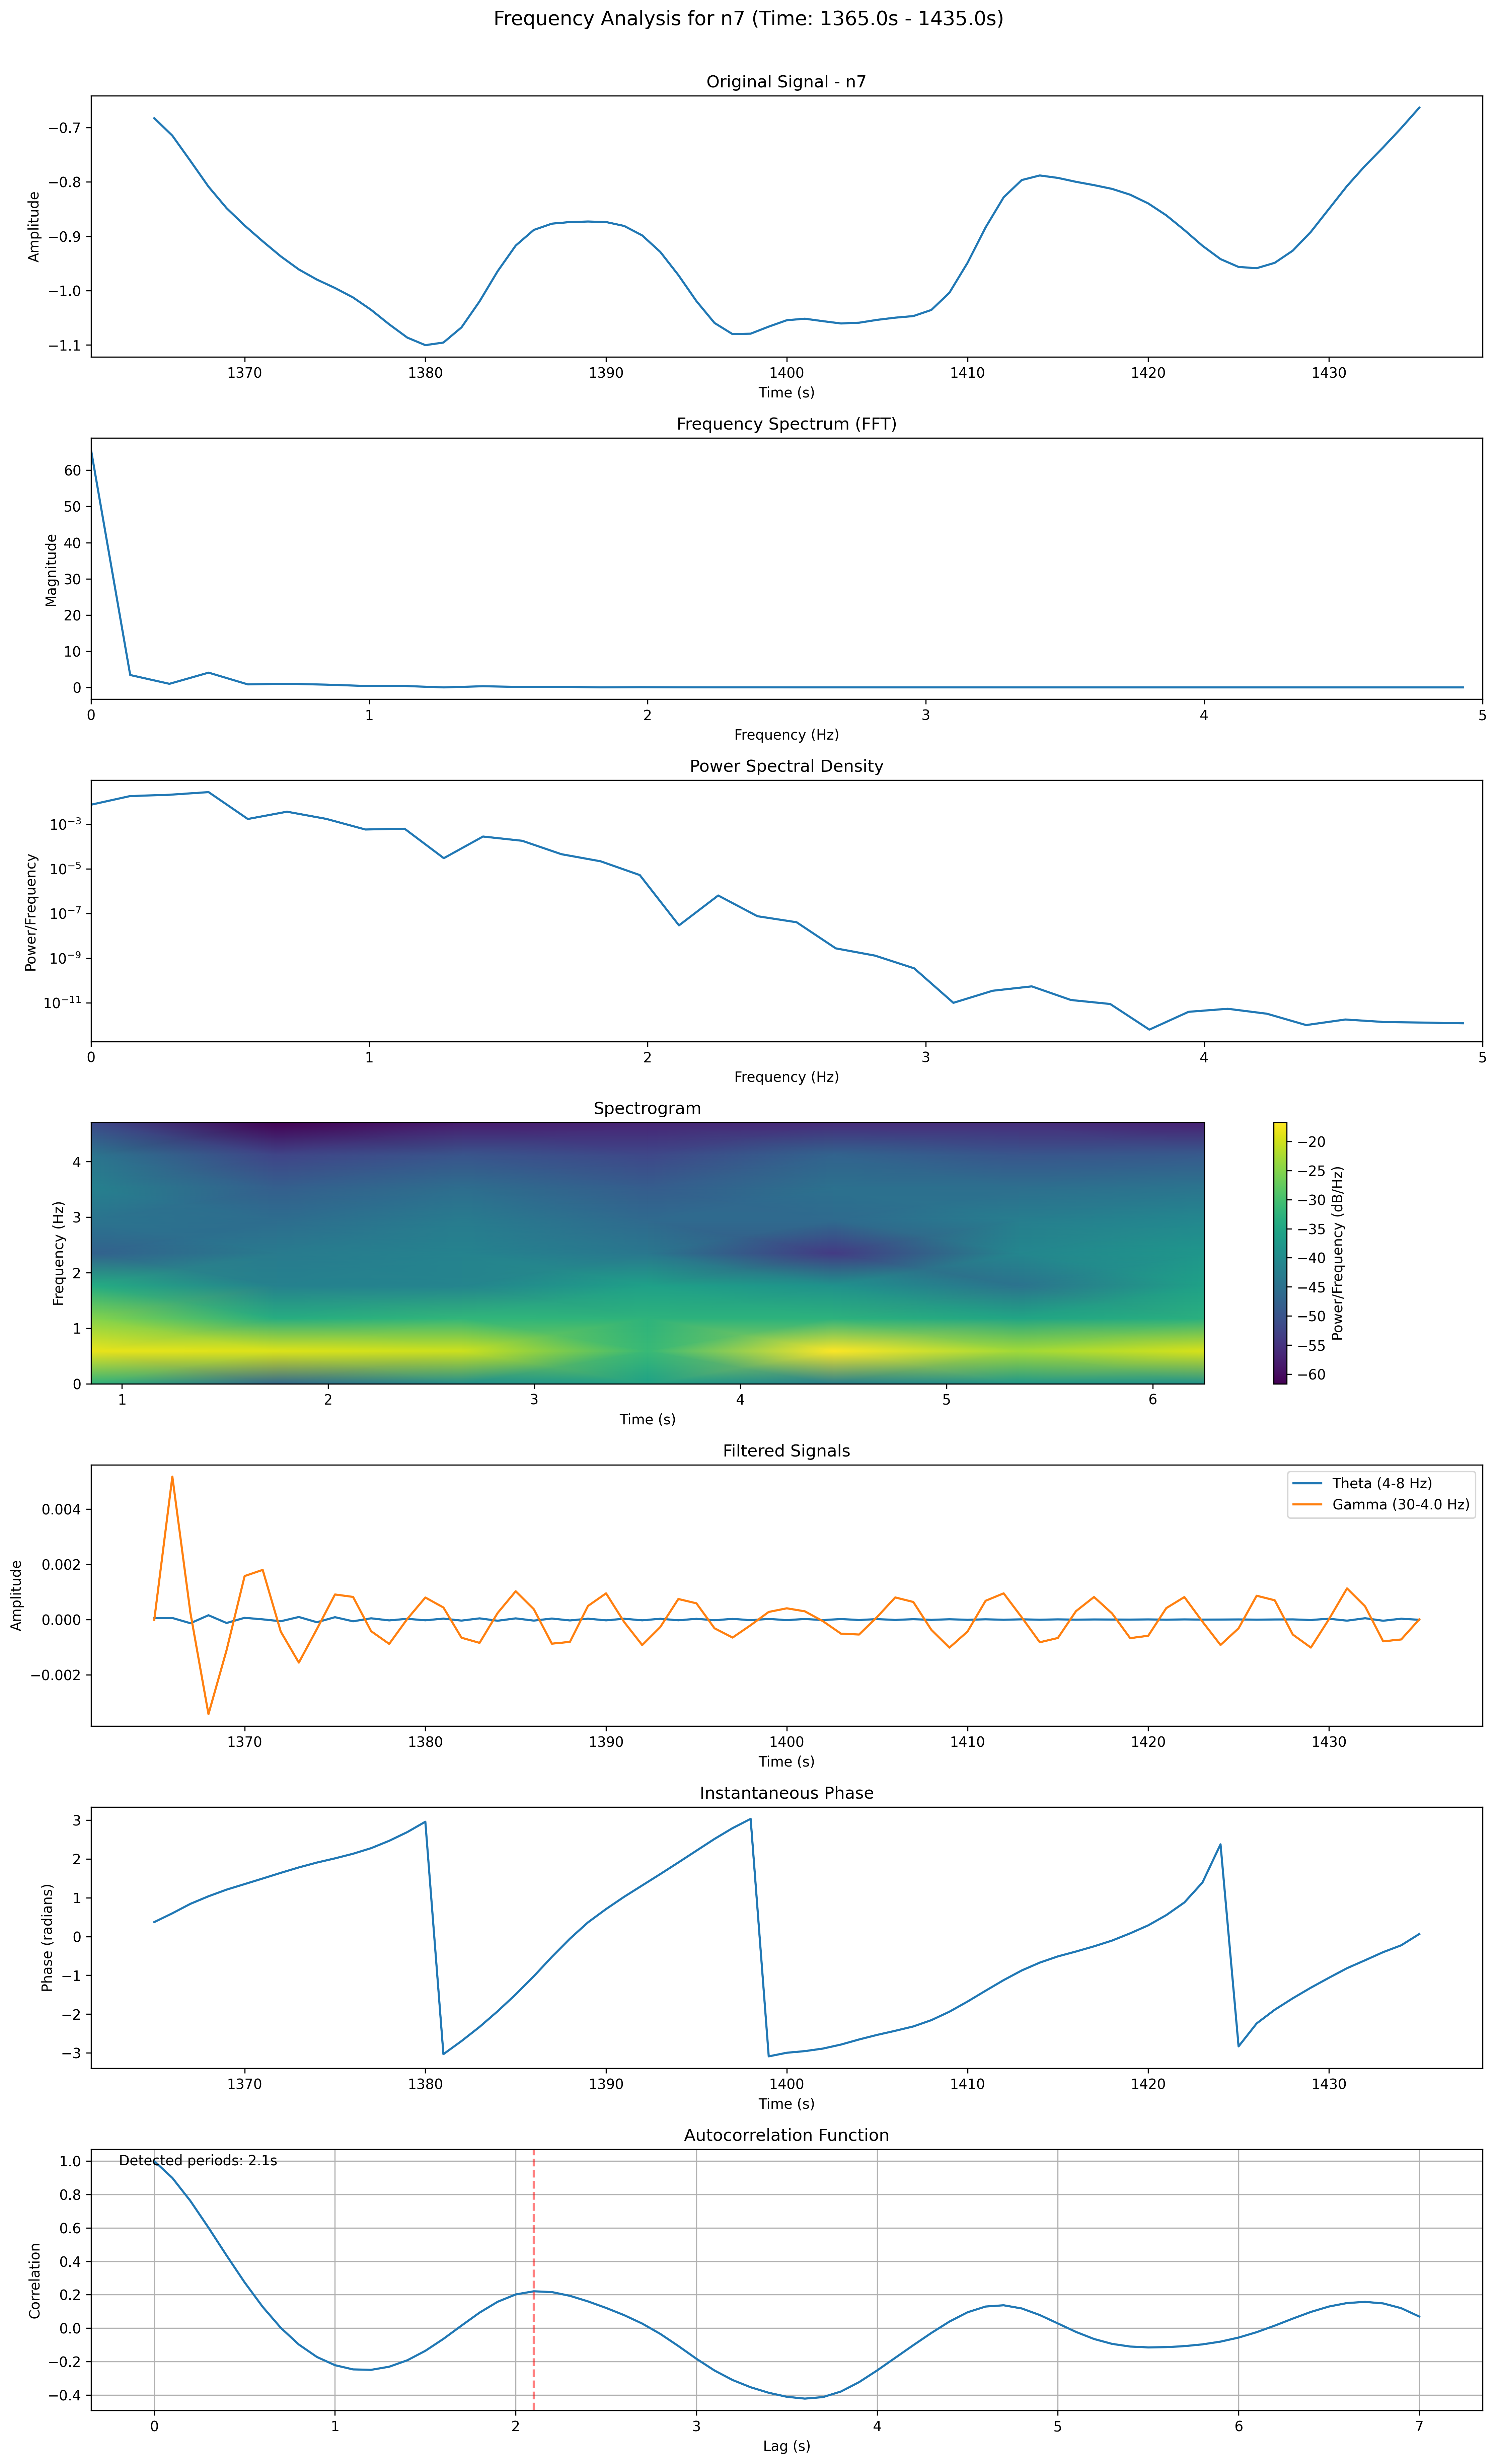 Frequency Analysis for n7 (Time: 1365.0s - 1435.0s)
Original Signal - n7
Amplitude
−0.7
−0.8
−0.9
−1.0
−1.1
1370 1380 1390 1400 1410 1420 1430
Time (s)
Frequency Spectrum (FFT)
Magnitude
60
50
40
30
20
10
0
0 1 2 3 4 5
Frequency (Hz)
Power Spectral Density
Power/Frequency
10⁻³
10⁻⁵
10⁻⁷
10⁻⁹
10⁻¹¹
0 1 2 3 4 5
Frequency (Hz)
Spectrogram
Frequency (Hz)
4
3
2
1
0
1 2 3 4 5 6
Time (s)
−20
−25
−30
−35
−40
−45
−50
−55
−60
Power/Frequency (dB/Hz)
Filtered Signals
Amplitude
0.004
0.002
0.000
−0.002
Theta (4-8 Hz)
Gamma (30-4.0 Hz)
1370 1380 1390 1400 1410 1420 1430
Time (s)
Instantaneous Phase
Phase (radians)
3
2
1
0
−1
−2
−3
1370 1380 1390 1400 1410 1420 1430
Time (s)
Autocorrelation Function
Detected periods: 2.1s
Correlation
1.0
0.8
0.6
0.4
0.2
0.0
−0.2
−0.4
0 1 2 3 4 5 6 7
Lag (s)